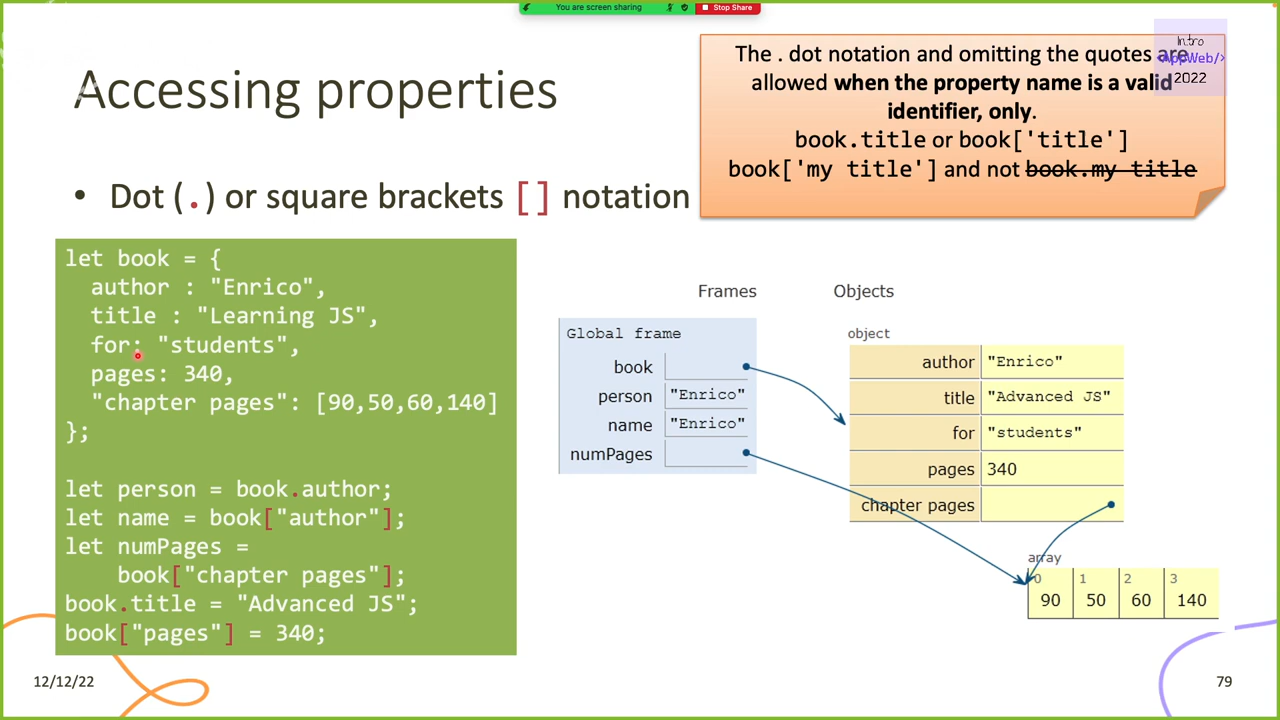 You are screen sharing
Stop Share
Intro
<AppWeb/>
2022
Accessing properties
The . dot notation and omitting the quotes are
allowed when the property name is a valid
identifier, only.
book.title or book['title']
book['my title'] and not book.my title
• Dot (.) or square brackets [] notation
let book = {
author : "Enrico",
title : "Learning JS",
for: "students",
pages: 340,
"chapter pages": [90,50,60,140]
};
let person = book.author;
let name = book["author"];
let numPages =
book["chapter pages"];
book.title = "Advanced JS";
book["pages"] = 340;
Frames
Objects
Global frame
book
person "Enrico"
name "Enrico"
numPages
object
author "Enrico"
title "Advanced JS"
for "students"
pages 340
chapter pages
array
0 1 2 3
90 50 60 140
12/12/22
79